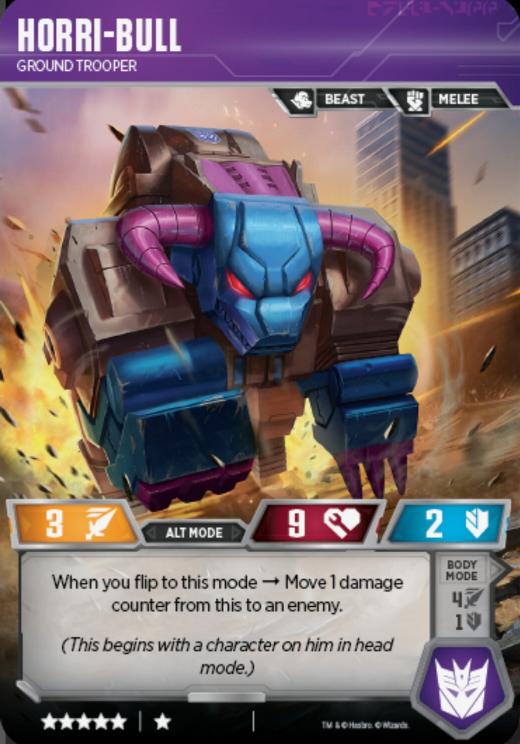 HORRI-BULL
GROUND TROOPER
BEAST
MELEE
3
ALT MODE
9
2
When you flip to this mode → Move 1 damage
counter from this to an enemy.
(This begins with a character on him in head
mode.)
BODY
MODE
4
1
TM & © Hasbro. © Wizards.